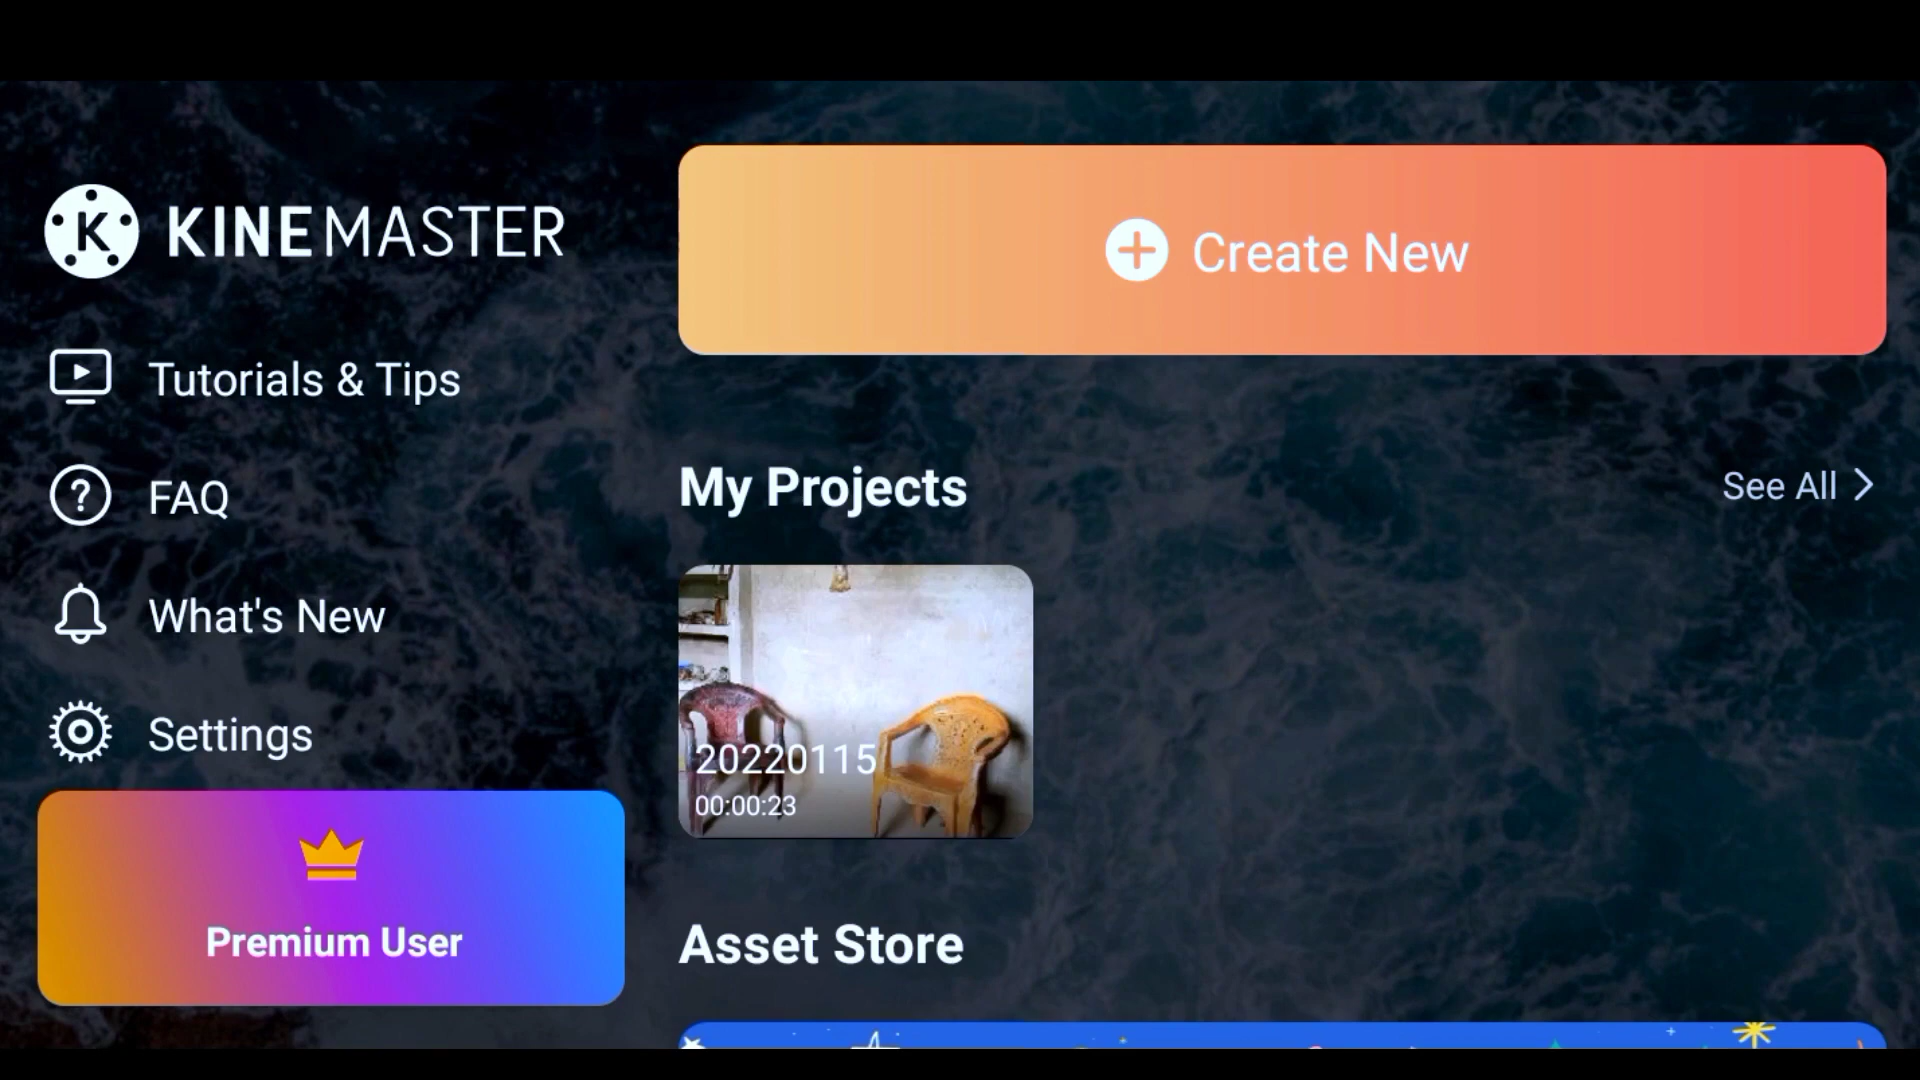 KINEMASTER
Tutorials & Tips
FAQ
What's New
Settings
Premium User
Create New
My Projects
See All
20220115
00:00:23
Asset Store